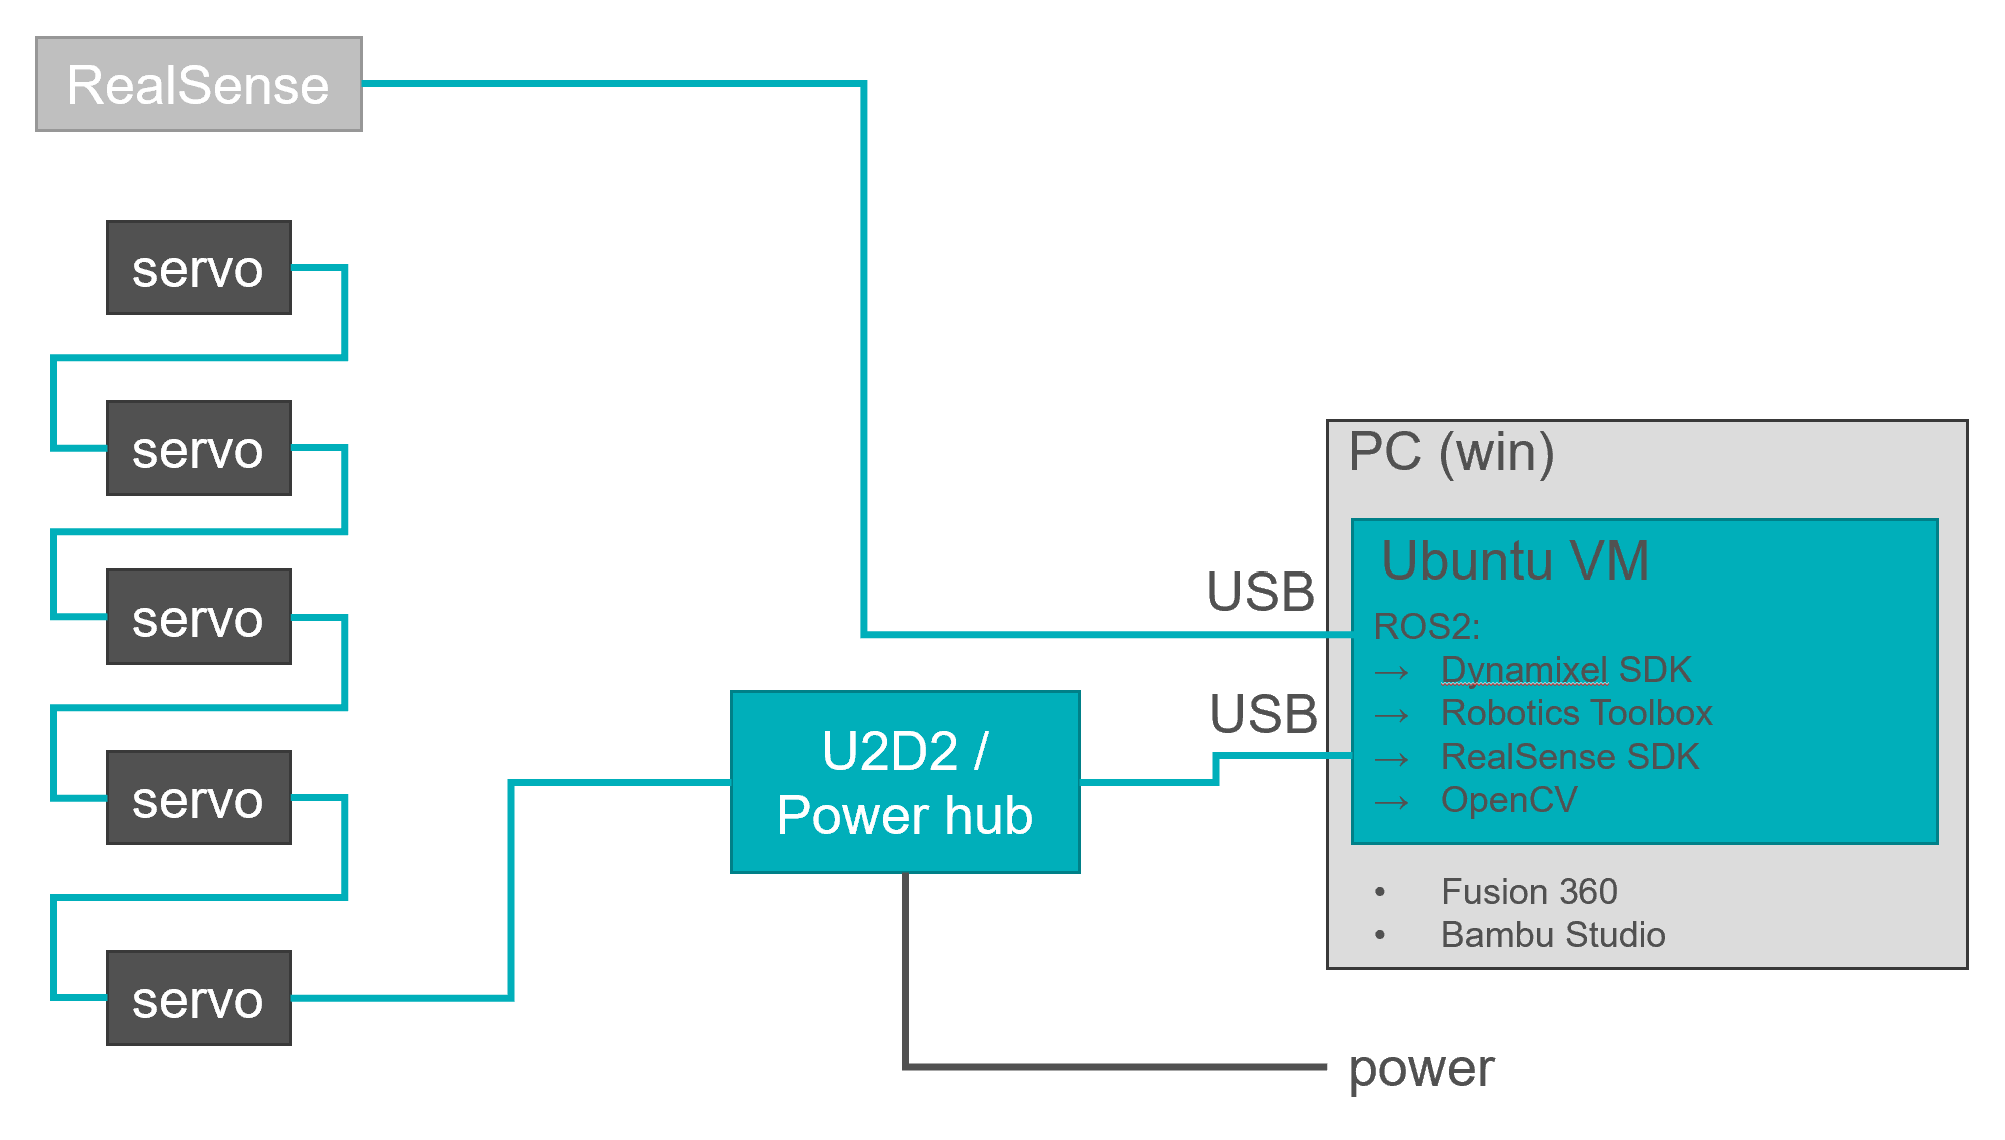 RealSense
servo
servo
servo
servo
servo
U2D2 /
Power hub
USB
USB
PC (win)
Ubuntu VM
ROS2:
→ Dynamixel SDK
→ Robotics Toolbox
→ RealSense SDK
→ OpenCV
• Fusion 360
• Bambu Studio
power